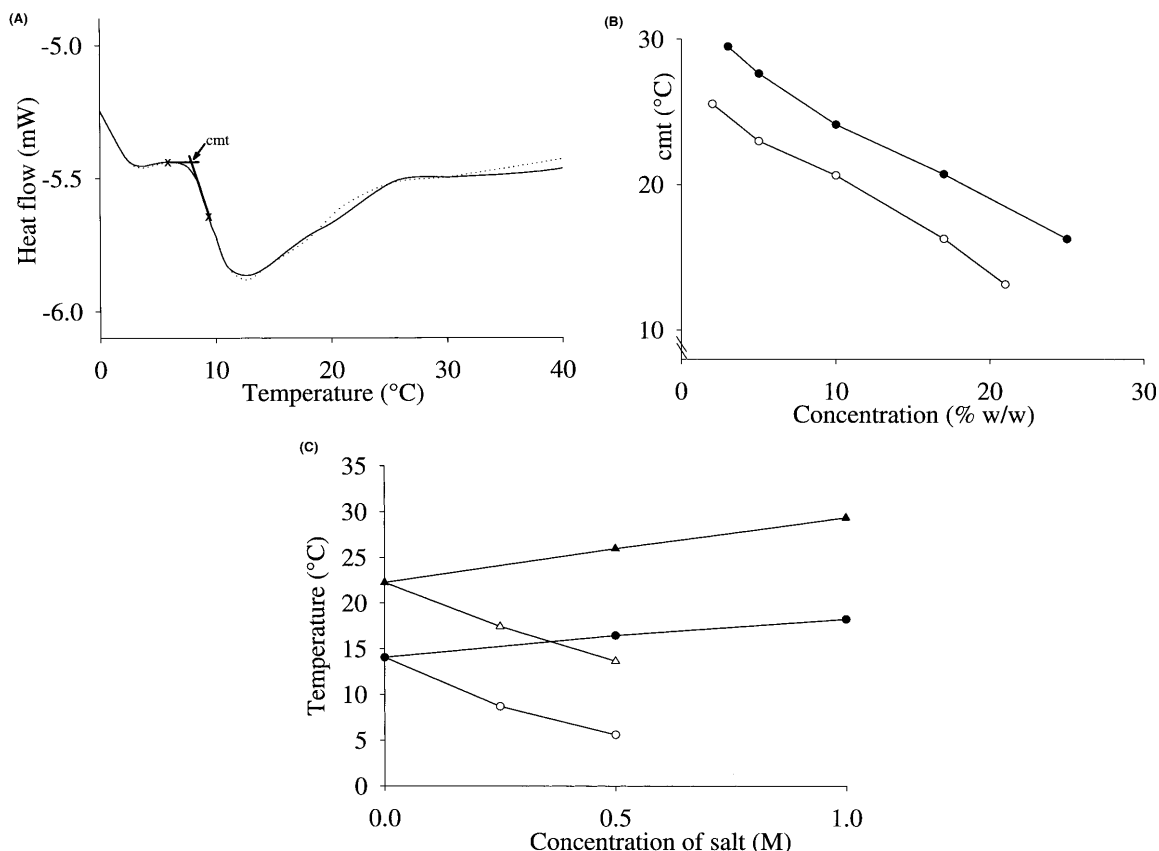 (A)
-5.0
-5.5
-6.0
Heat flow (mW)
cmt
0 10 20 30 40
Temperature (°C)
(B)
30
20
10
cmt (°C)
0 10 20 30
Concentration (% w/w)
(C)
35
30
25
20
15
10
5
0
Temperature (°C)
0.0 0.5 1.0
Concentration of salt (M)